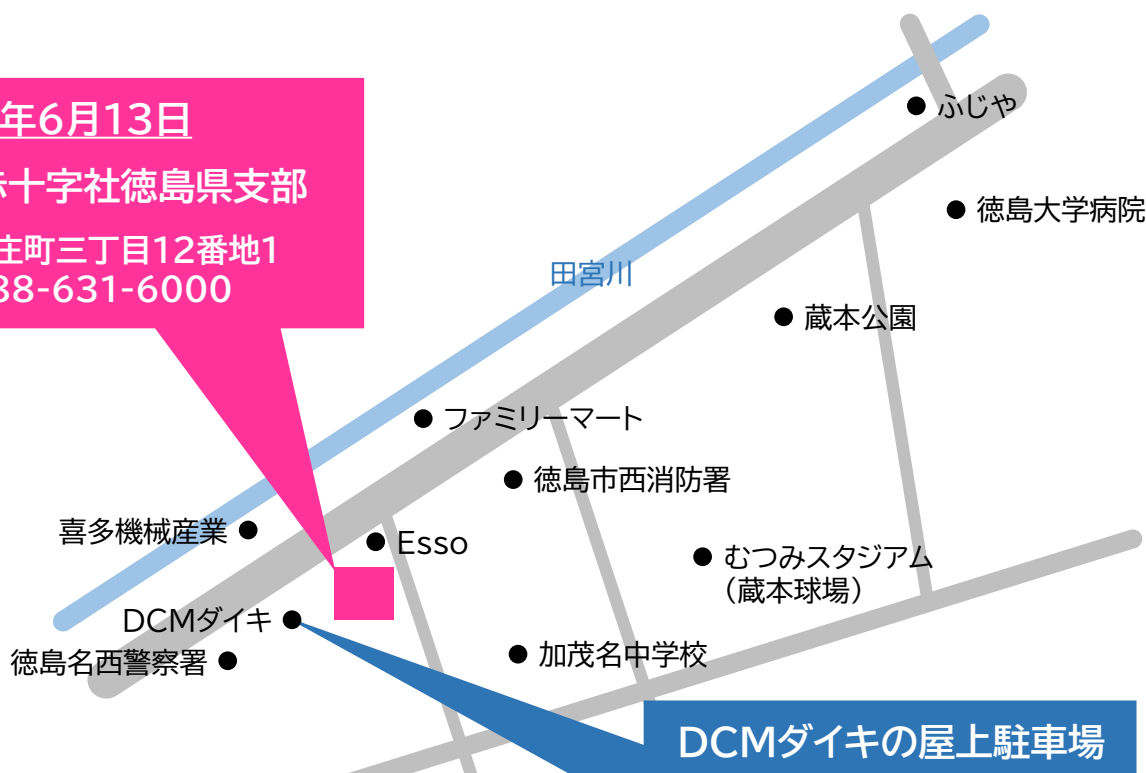 年6月13日
十字社徳島県支部
庄町三丁目12番地1
38-631-6000
ふじや
徳島大学病院
田宮川
蔵本公園
ファミリーマート
徳島市西消防署
喜多機械産業
Esso
むつみスタジアム
（蔵本球場）
DCMダイキ
徳島名西警察署
加茂名中学校
DCMダイキの屋上駐車場